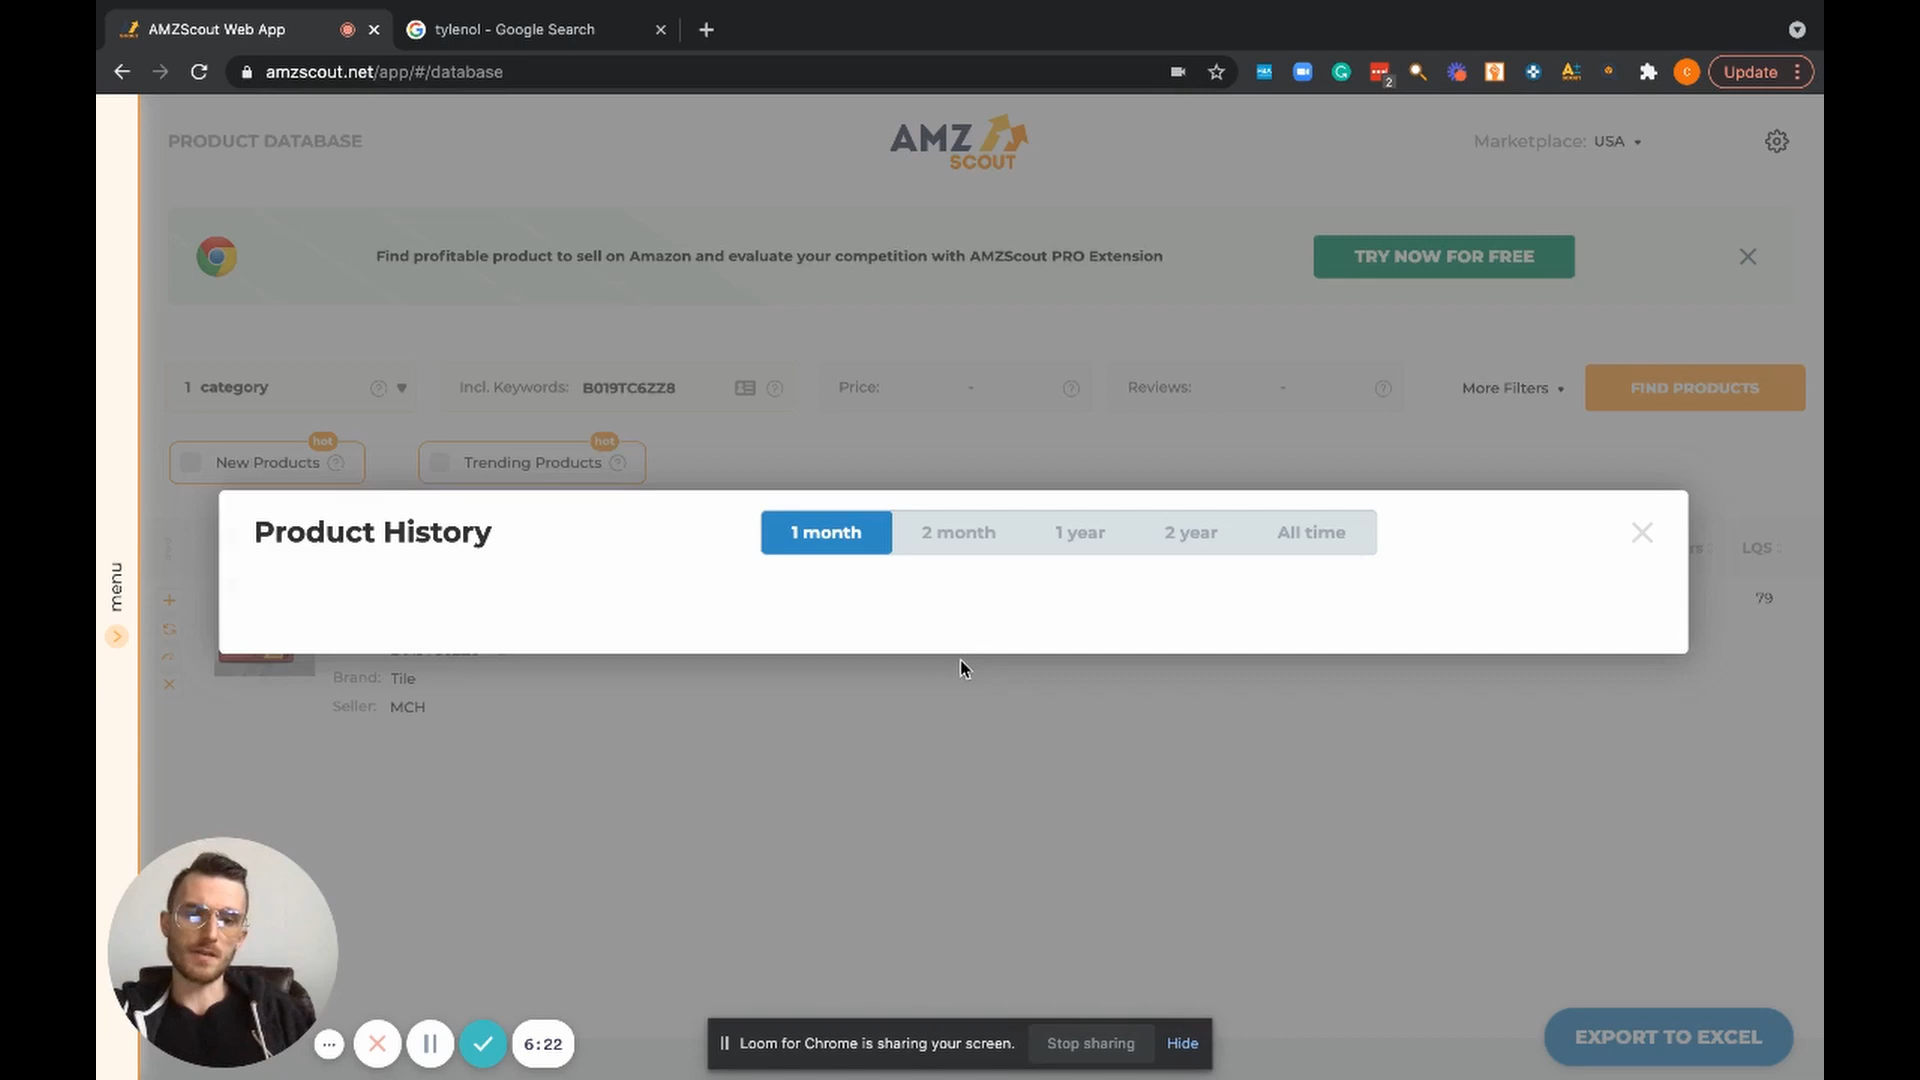 AMZScout Web App
tylenol - Google Search
amzscout.net/app/#/database
2
C
Update
PRODUCT DATABASE
AMZ
SCOUT
Marketplace: USA
Find profitable product to sell on Amazon and evaluate your competition with AMZScout PRO Extension
TRY NOW FOR FREE
1 category
Incl. Keywords: B019TC6ZZ8
Price: -
Reviews: -
More Filters
FIND PRODUCTS
hot
New Products
hot
Trending Products
Product History
1 month
2 month
1 year
2 year
All time
LQS
79
menu
Brand: Tile
Seller: MCH
6:22
Loom for Chrome is sharing your screen.
Stop sharing
Hide
EXPORT TO EXCEL